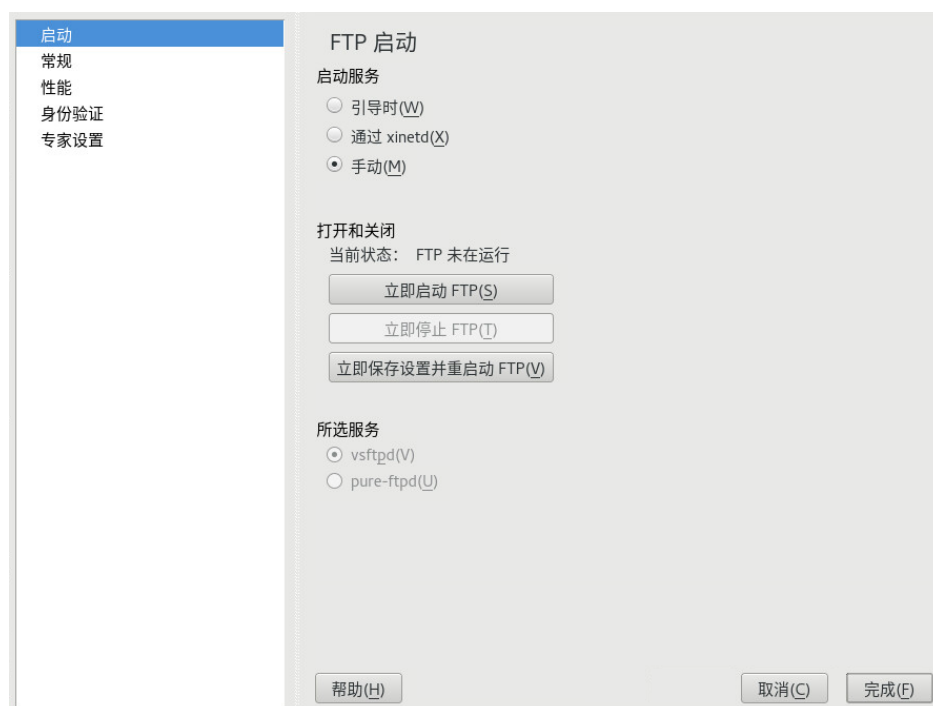 启动
常规
性能
身份验证
专家设置
FTP 启动
启动服务
引导时(W)
通过 xinetd(X)
手动(M)
打开和关闭
当前状态： FTP 未在运行
立即启动 FTP(S)
立即停止 FTP(T)
立即保存设置并重启动 FTP(V)
所选服务
vsftpd(V)
pure-ftpd(U)
帮助(H)
取消(C)
完成(F)